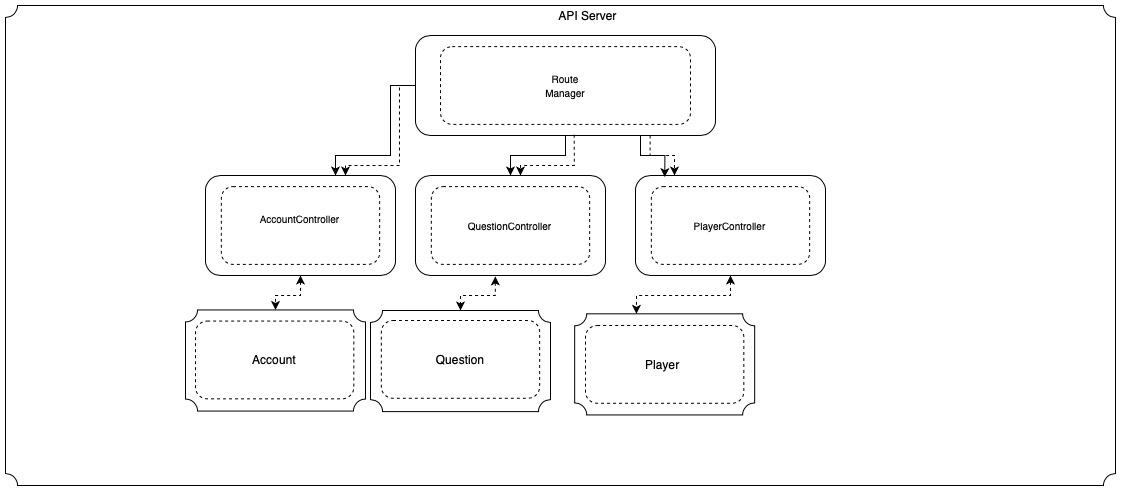 API Server
Route
Manager
AccountController
QuestionController
PlayerController
Account
Question
Player